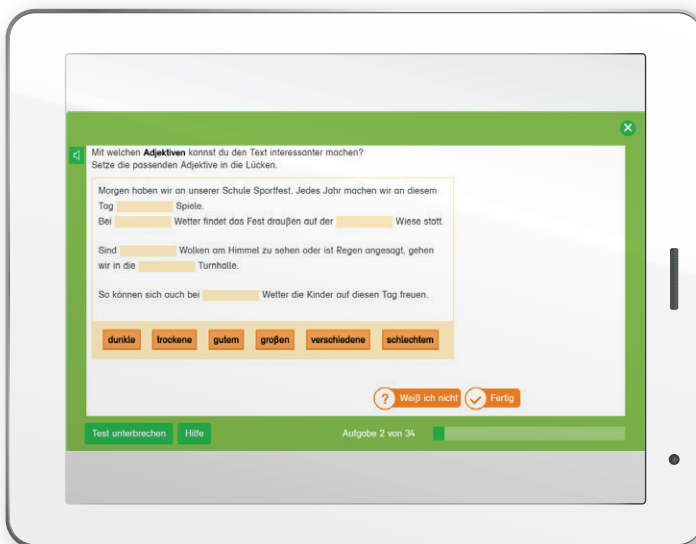 Mit welchen Adjektiven kannst du den Text interessanter machen?
Setze die passenden Adjektive in die Lücken.
Morgen haben wir an unserer Schule Sportfest. Jedes Jahr machen wir an diesem
Tag Spiele.
Bei Wetter findet das Fest draußen auf der Wiese statt.
Sind Wolken am Himmel zu sehen oder ist Regen angesagt, gehen
wir in die Turnhalle.
So können sich auch bei Wetter die Kinder auf diesen Tag freuen.
dunkle trockene gutem großen verschiedene schlechtem
? Weiß ich nicht Fertig
Test unterbrechen Hilfe Aufgabe 2 von 34